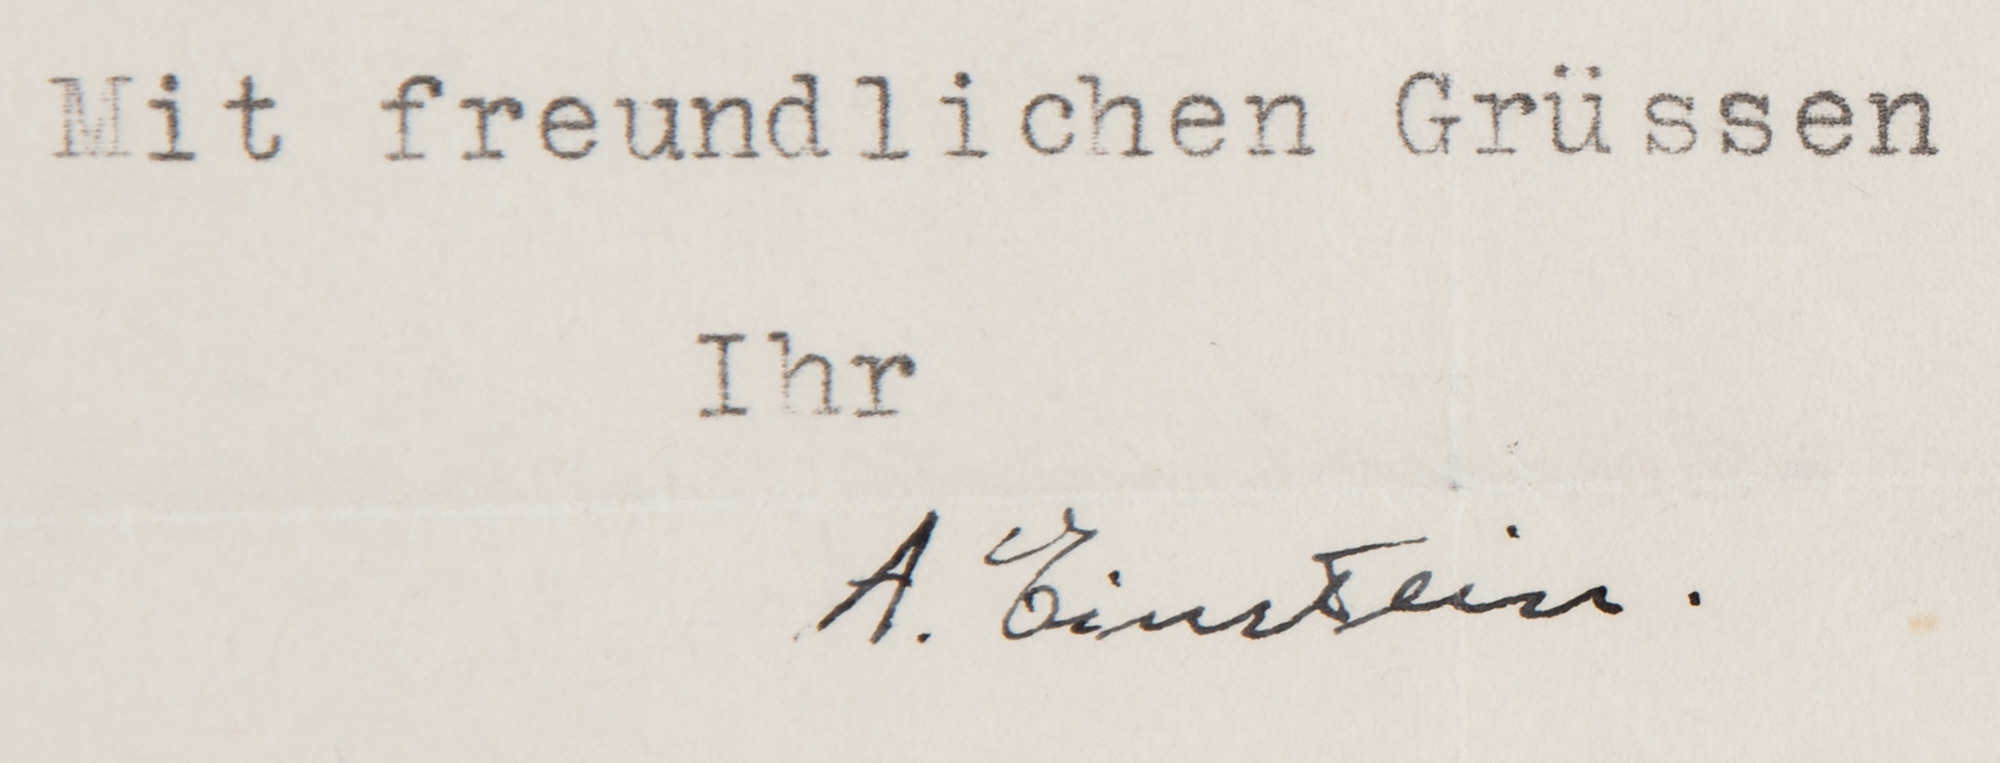 Mit freundlichen Grüssen
Ihr
A. Einstein.